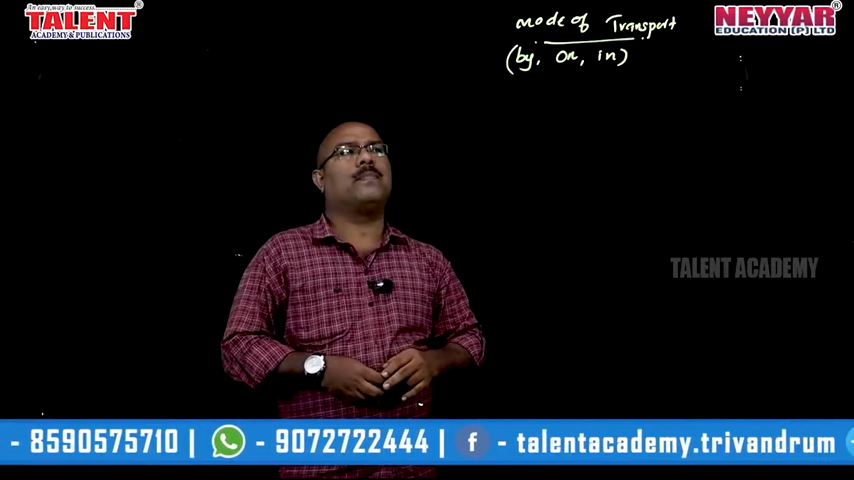 An easy way to success...
TALENT
ACADEMY & PUBLICATIONS
Mode of Transport
(by, on, in)
NEYYAR
EDUCATION (P) LTD
TALENT ACADEMY
- 8590575710 | - 9072722444 | f - talentacademy.trivandrum